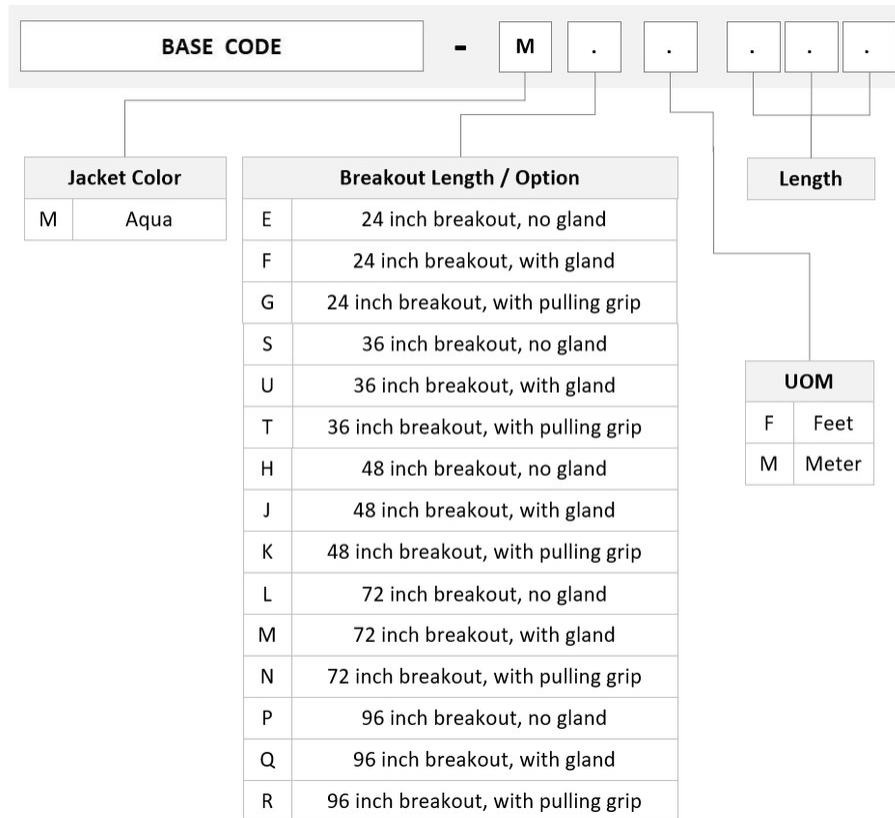 BASE CODE - M . . . . .
Jacket Color
M Aqua
Breakout Length / Option
E 24 inch breakout, no gland
F 24 inch breakout, with gland
G 24 inch breakout, with pulling grip
S 36 inch breakout, no gland
U 36 inch breakout, with gland
T 36 inch breakout, with pulling grip
H 48 inch breakout, no gland
J 48 inch breakout, with gland
K 48 inch breakout, with pulling grip
L 72 inch breakout, no gland
M 72 inch breakout, with gland
N 72 inch breakout, with pulling grip
P 96 inch breakout, no gland
Q 96 inch breakout, with gland
R 96 inch breakout, with pulling grip
Length
UOM
F Feet
M Meter